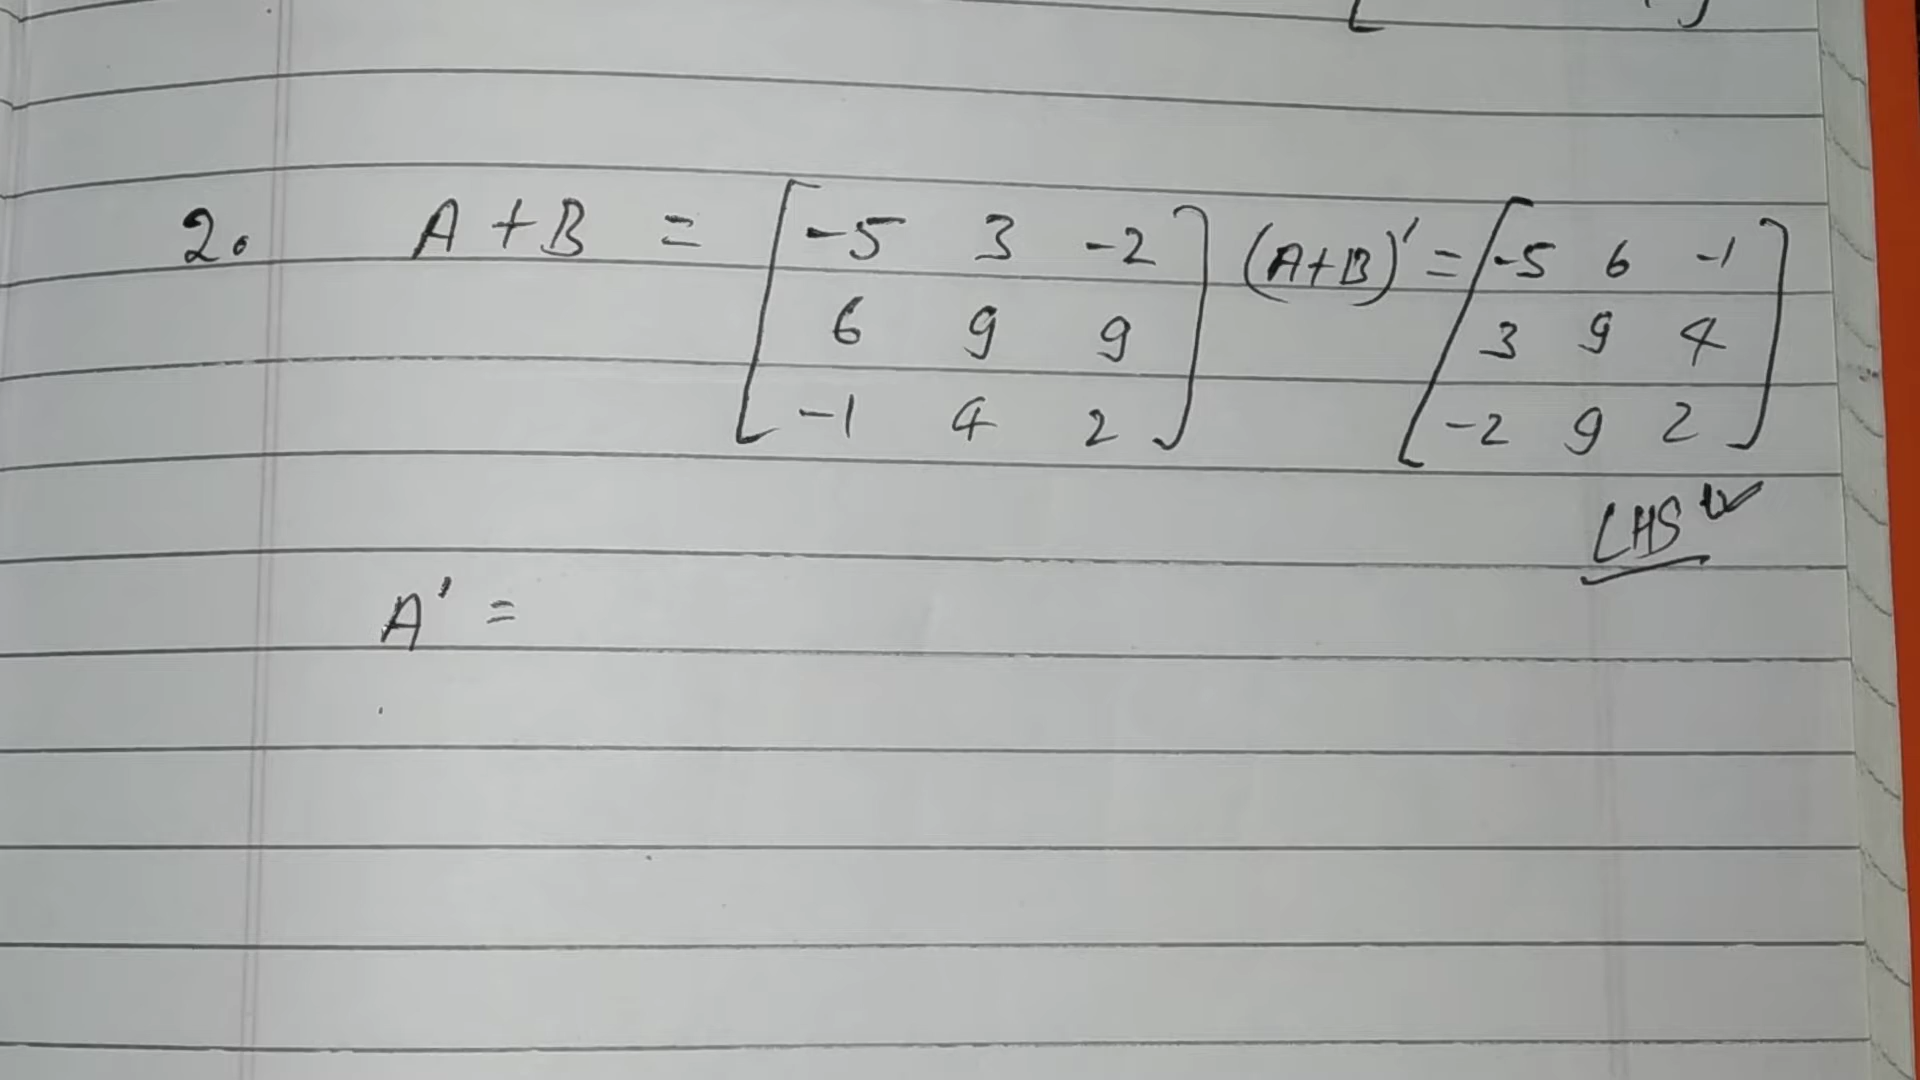 2. A + B = [ -5 3 -2 ] (A+B)' = [ -5 6 -1 ]
6 9 9 3 9 4
-1 4 2 -2 9 2
LHS
A' =